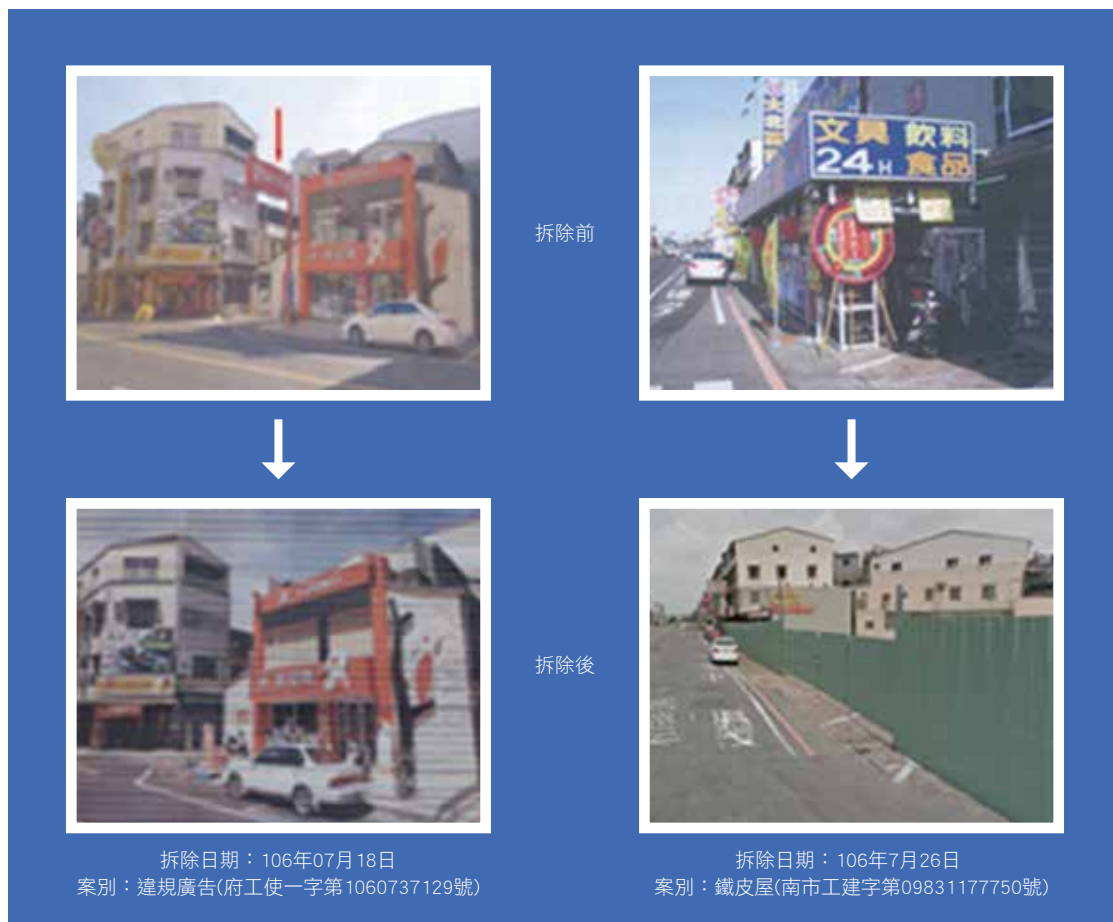 文具 飲料
24H 食品
拆除前
拆除後
拆除日期：106年07月18日
案別：違規廣告(府工使一字第1060737129號)
拆除日期：106年7月26日
案別：鐵皮屋(南市工建字第09831177750號)